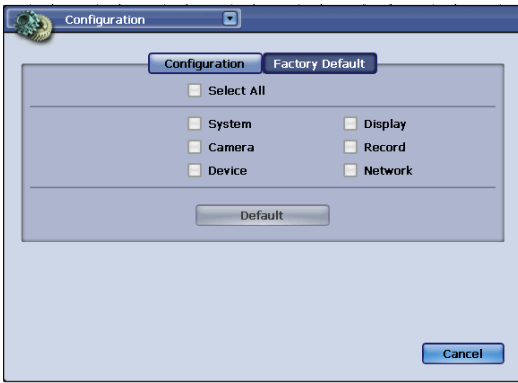 Configuration
Configuration Factory Default
Select All
System Display
Camera Record
Device Network
Default
Cancel